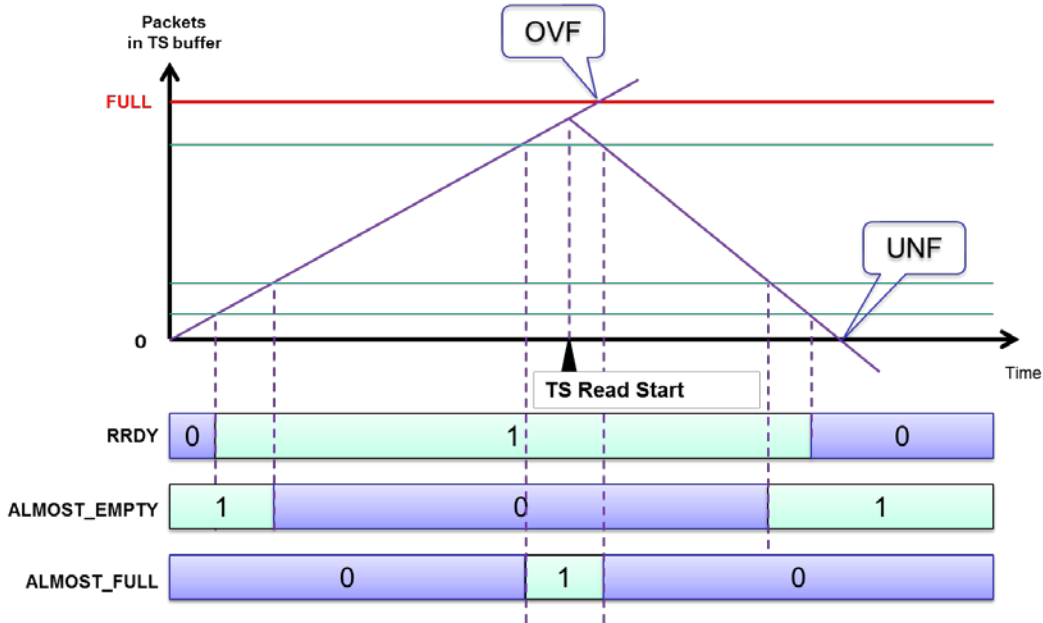 Packets
in TS buffer
OVF
FULL
UNF
0
Time
TS Read Start
RRDY
0
1
0
ALMOST_EMPTY
1
0
1
ALMOST_FULL
0
1
0